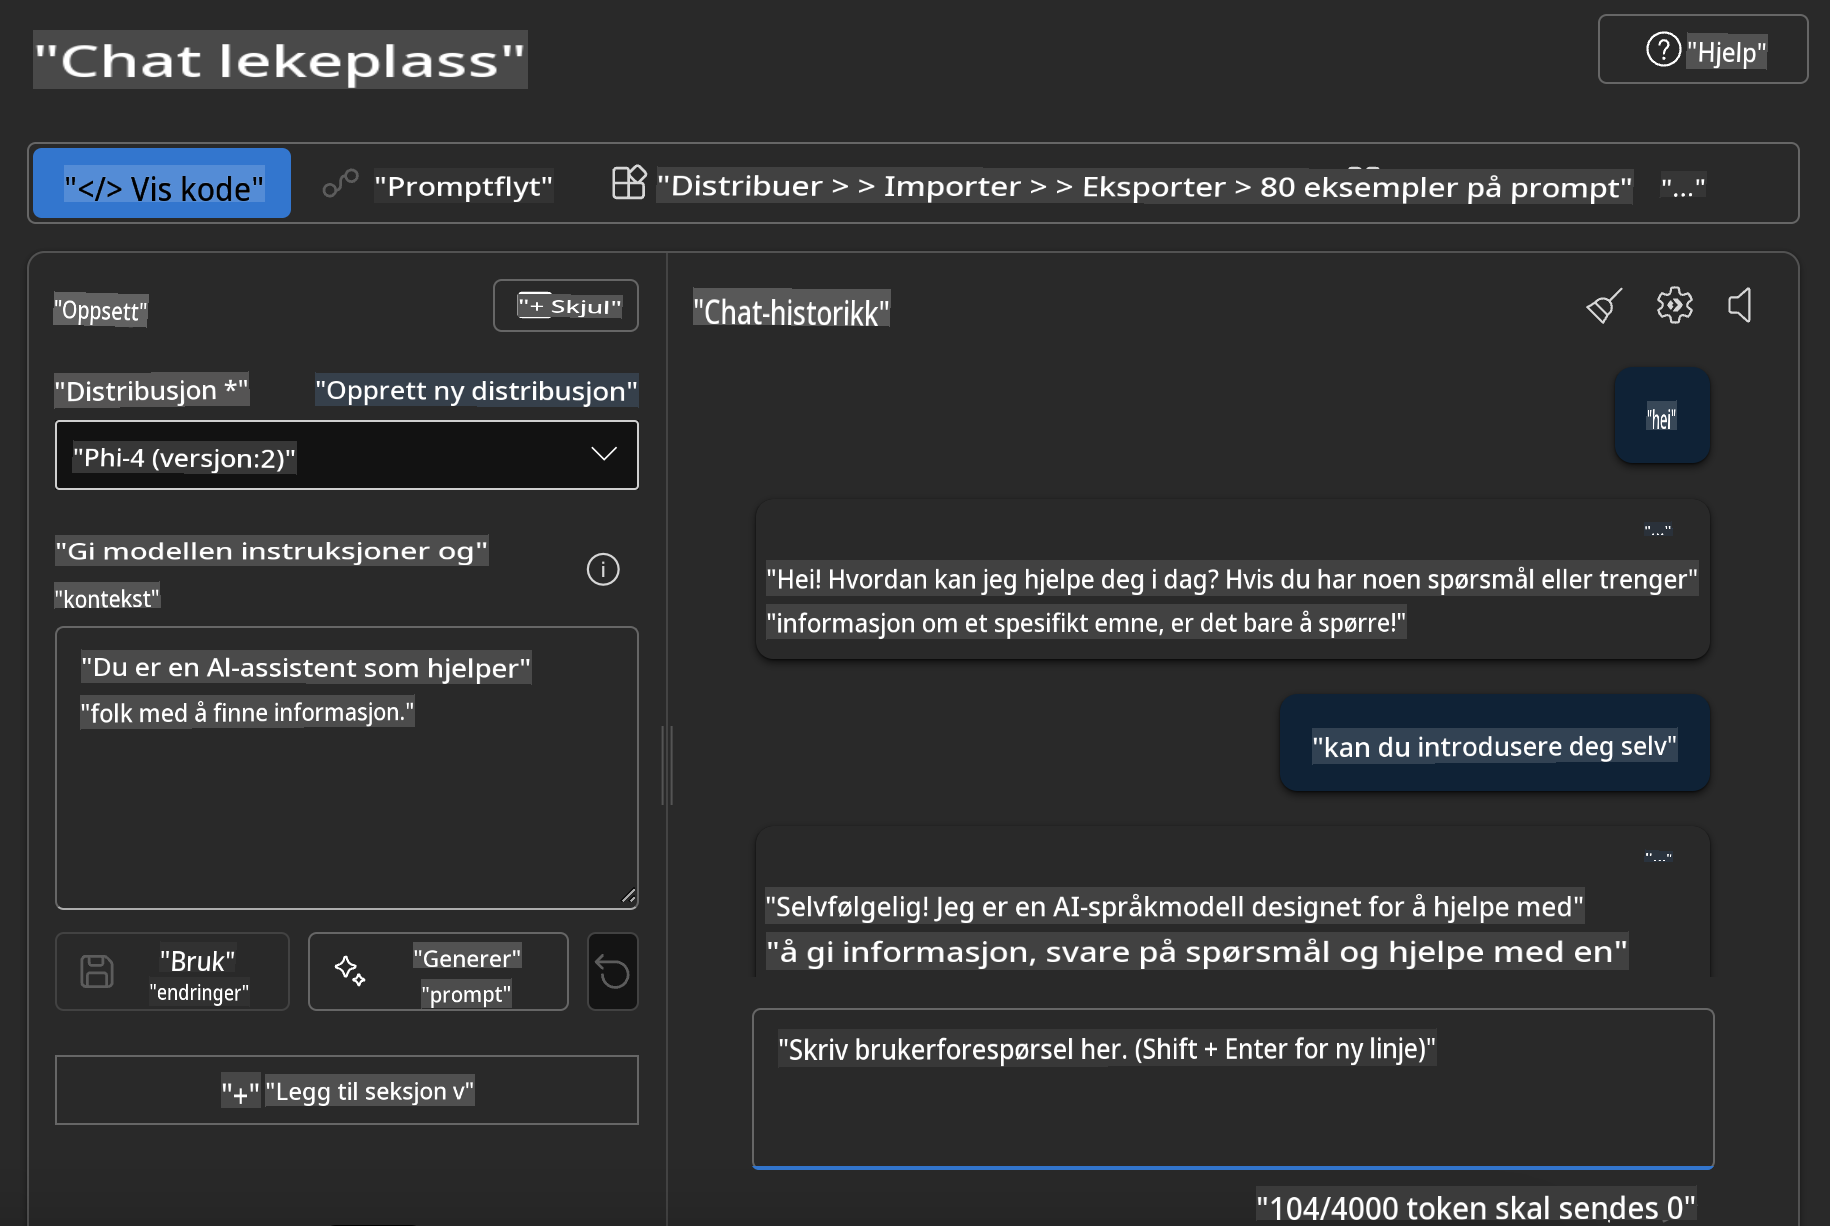 "Chat lekeplass"
"Hjelp"
"</> Vis kode" "Promptflyt" "Distribuer > > Importer > > Eksporter > 80 eksempler på prompt" "..."
"Oppsett" "+ Skjul"
"Distribusjon *" "Opprett ny distribusjon"
"Phi-4 (versjon:2)"
"Gi modellen instruksjoner og"
"kontekst"
"Du er en AI-assistent som hjelper"
"folk med å finne informasjon."
"Bruk"
"endringer"
"Generer"
"prompt"
"+" "Legg til seksjon v"
"Chat-historikk"
"hei"
"..."
"Hei! Hvordan kan jeg hjelpe deg i dag? Hvis du har noen spørsmål eller trenger"
"informasjon om et spesifikt emne, er det bare å spørre!"
"kan du introdusere deg selv"
"..."
"Selvfølgelig! Jeg er en AI-språkmodell designet for å hjelpe med"
"å gi informasjon, svare på spørsmål og hjelpe med en"
"Skriv brukerforespørsel her. (Shift + Enter for ny linje)"
"104/4000 token skal sendes 0"